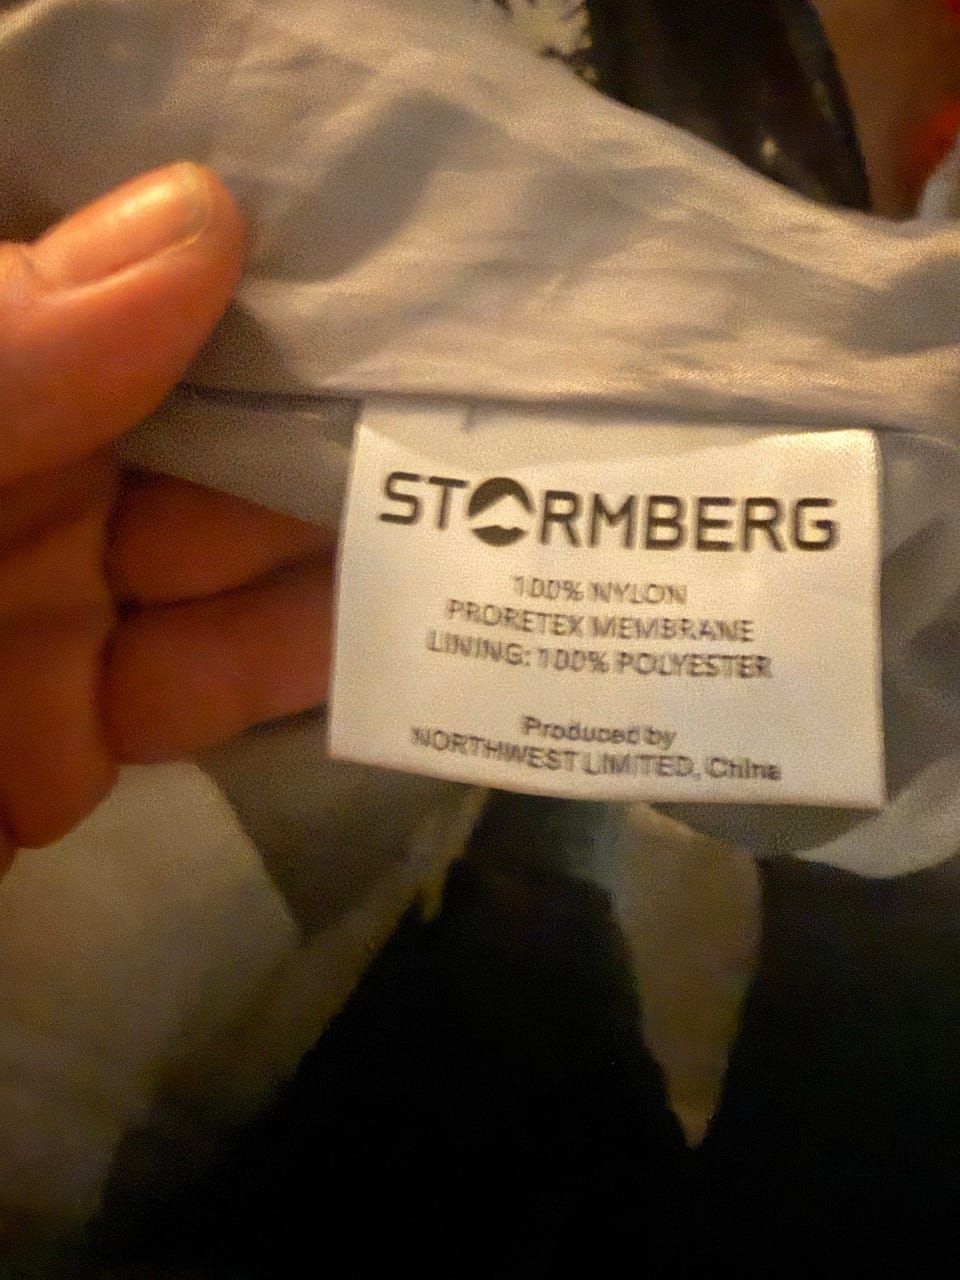 STORMBERG
100% NYLON
PRORETEX MEMBRANE
LINING: 100% POLYESTER
Produced by
NORTHWEST LIMITED, China